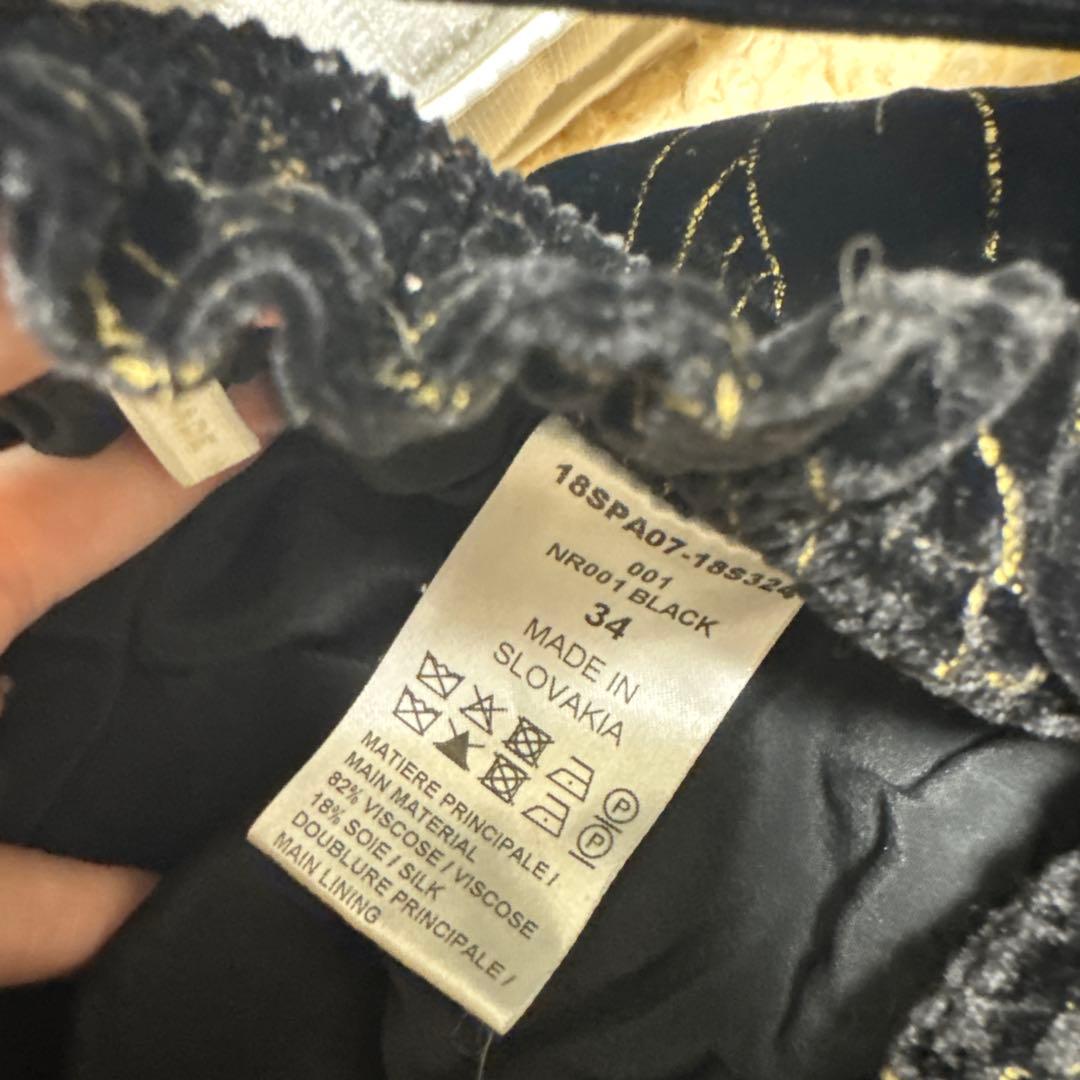 18SPA07-18S324
001
NR001 BLACK
34
MADE IN
SLOVAKIA
P
P
MATIERE PRINCIPALE /
MAIN MATERIAL
82% VISCOSE / VISCOSE
18% SOIE / SILK
DOUBLURE PRINCIPALE /
MAIN LINING